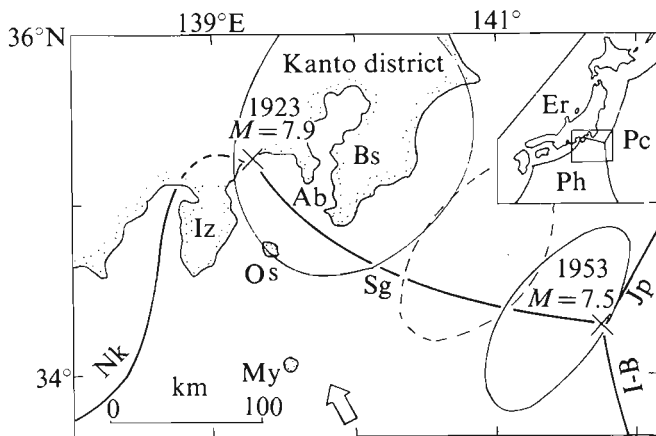 139°E
141°
36°N
Kanto district
1923
M=7.9
Er
Pc
Ph
Bs
Ab
Iz
Os
Sg
1953
M=7.5
Jp
Nk
34°
km
My
I-B
0
100